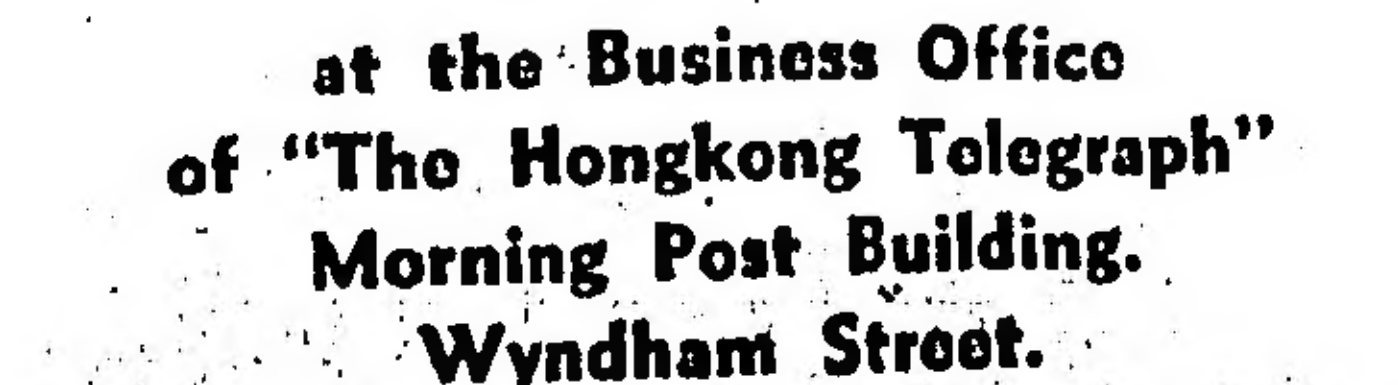 at the Business Office
of "The Hongkong Telegraph"
Morning Post Building.
Wyndham Street.